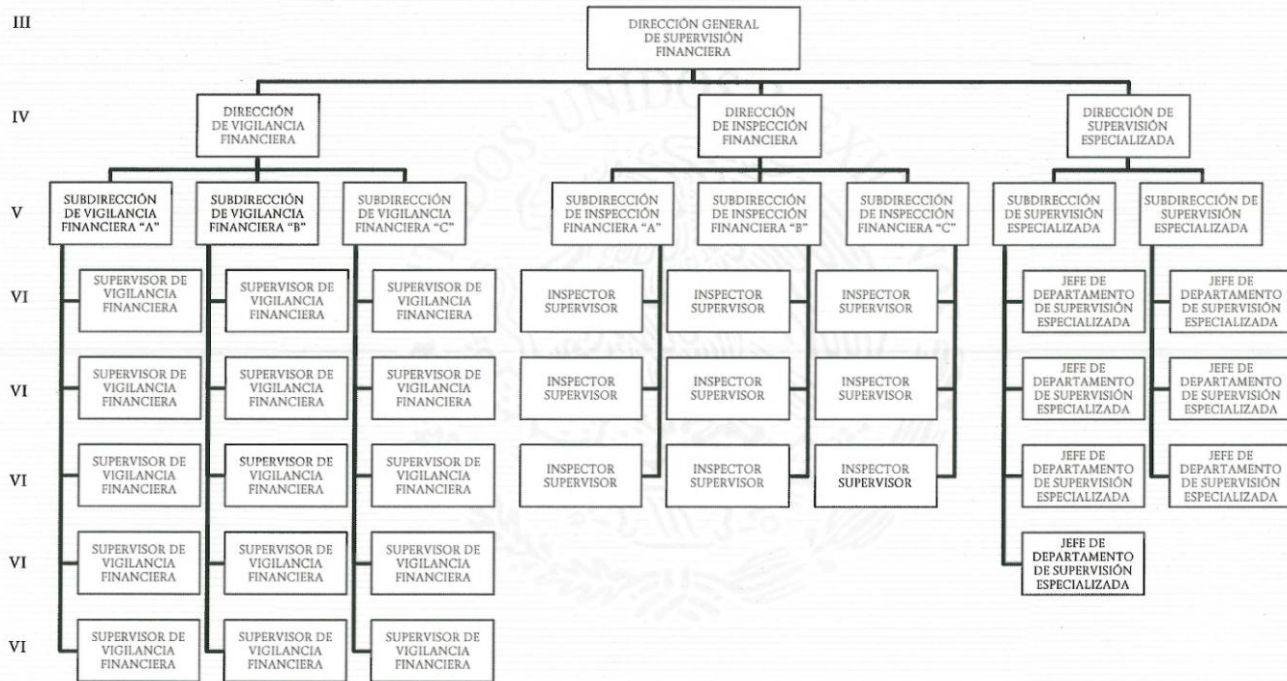 III
DIRECCIÓN GENERAL
DE SUPERVISIÓN
FINANCIERA
IV
DIRECCIÓN
DE VIGILANCIA
FINANCIERA
DIRECCIÓN
DE INSPECCIÓN
FINANCIERA
DIRECCIÓN DE
SUPERVISIÓN
ESPECIALIZADA
V
SUBDIRECCIÓN
DE VIGILANCIA
FINANCIERA "A"
SUBDIRECCIÓN
DE VIGILANCIA
FINANCIERA "B"
SUBDIRECCIÓN
DE VIGILANCIA
FINANCIERA "C"
SUBDIRECCIÓN
DE INSPECCIÓN
FINANCIERA "A"
SUBDIRECCIÓN
DE INSPECCIÓN
FINANCIERA "B"
SUBDIRECCIÓN
DE INSPECCIÓN
FINANCIERA "C"
SUBDIRECCIÓN
DE SUPERVISIÓN
ESPECIALIZADA
SUBDIRECCIÓN DE
SUPERVISIÓN
ESPECIALIZADA
VI
SUPERVISOR DE
VIGILANCIA
FINANCIERA
SUPERVISOR DE
VIGILANCIA
FINANCIERA
SUPERVISOR DE
VIGILANCIA
FINANCIERA
INSPECTOR
SUPERVISOR
INSPECTOR
SUPERVISOR
INSPECTOR
SUPERVISOR
JEFE DE
DEPARTAMENTO
DE SUPERVISIÓN
ESPECIALIZADA
JEFE DE
DEPARTAMENTO
DE SUPERVISIÓN
ESPECIALIZADA
VI
SUPERVISOR DE
VIGILANCIA
FINANCIERA
SUPERVISOR DE
VIGILANCIA
FINANCIERA
SUPERVISOR DE
VIGILANCIA
FINANCIERA
INSPECTOR
SUPERVISOR
INSPECTOR
SUPERVISOR
INSPECTOR
SUPERVISOR
JEFE DE
DEPARTAMENTO
DE SUPERVISIÓN
ESPECIALIZADA
JEFE DE
DEPARTAMENTO
DE SUPERVISIÓN
ESPECIALIZADA
VI
SUPERVISOR DE
VIGILANCIA
FINANCIERA
SUPERVISOR DE
VIGILANCIA
FINANCIERA
SUPERVISOR DE
VIGILANCIA
FINANCIERA
INSPECTOR
SUPERVISOR
INSPECTOR
SUPERVISOR
INSPECTOR
SUPERVISOR
JEFE DE
DEPARTAMENTO
DE SUPERVISIÓN
ESPECIALIZADA
JEFE DE
DEPARTAMENTO
DE SUPERVISIÓN
ESPECIALIZADA
VI
SUPERVISOR DE
VIGILANCIA
FINANCIERA
SUPERVISOR DE
VIGILANCIA
FINANCIERA
SUPERVISOR DE
VIGILANCIA
FINANCIERA
JEFE DE
DEPARTAMENTO
DE SUPERVISIÓN
ESPECIALIZADA
VI
SUPERVISOR DE
VIGILANCIA
FINANCIERA
SUPERVISOR DE
VIGILANCIA
FINANCIERA
SUPERVISOR DE
VIGILANCIA
FINANCIERA